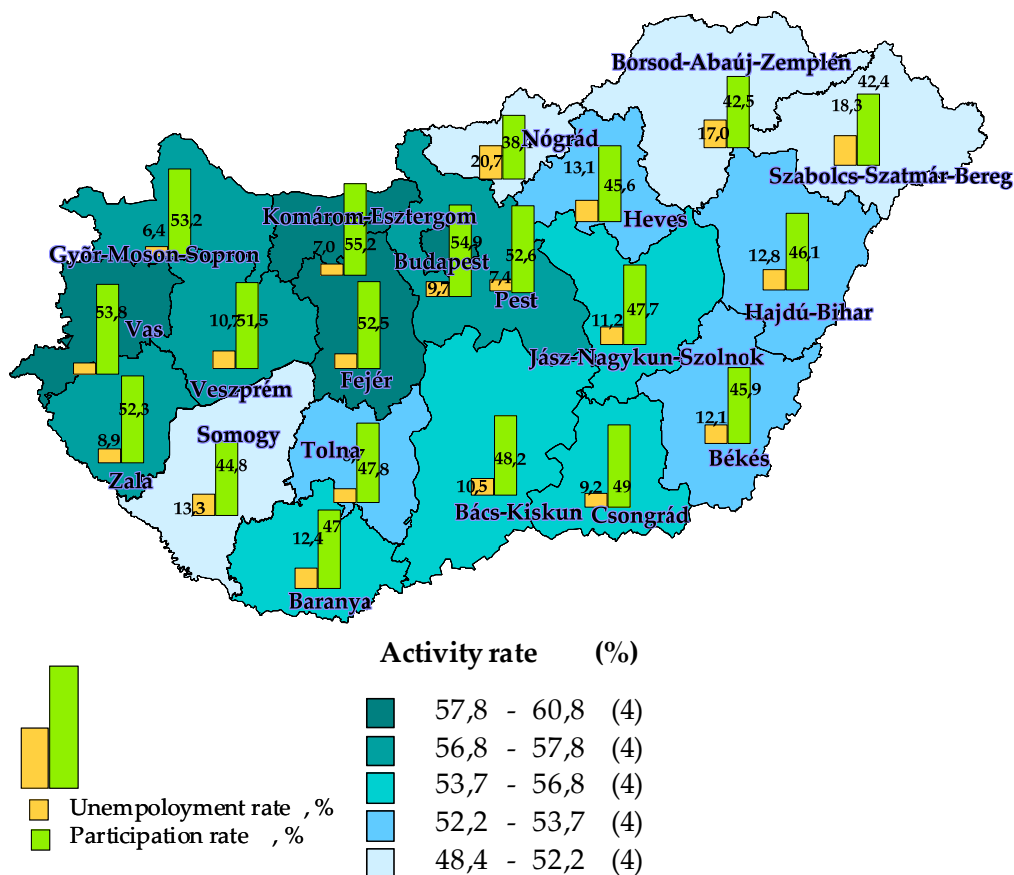 Borsod-Abaúj-Zemplén
42,5
17,0
42,4
18,3
Szabolcs-Szatmár-Bereg
Nógrád
20,7
13,1
45,6
Heves
53,2
6,4
Győr-Moson-Sopron
Komárom-Esztergom
7,0
55,2
54,9
Budapest
9,7
52,6
7,4
Pest
46,1
12,8
Hajdú-Bihar
53,8
Vas
10,7
51,5
Veszprém
52,5
Fejér
47,7
11,2
Jász-Nagykun-Szolnok
52,3
8,9
Zala
Somogy
44,8
13,3
Tolna
47,8
48,2
10,5
Bács-Kiskun
9,2
49
Csongrád
45,9
12,1
Békés
47
12,4
Baranya
Activity rate (%)
57,8 - 60,8 (4)
56,8 - 57,8 (4)
53,7 - 56,8 (4)
52,2 - 53,7 (4)
48,4 - 52,2 (4)
Unempoloyment rate , %
Participation rate , %